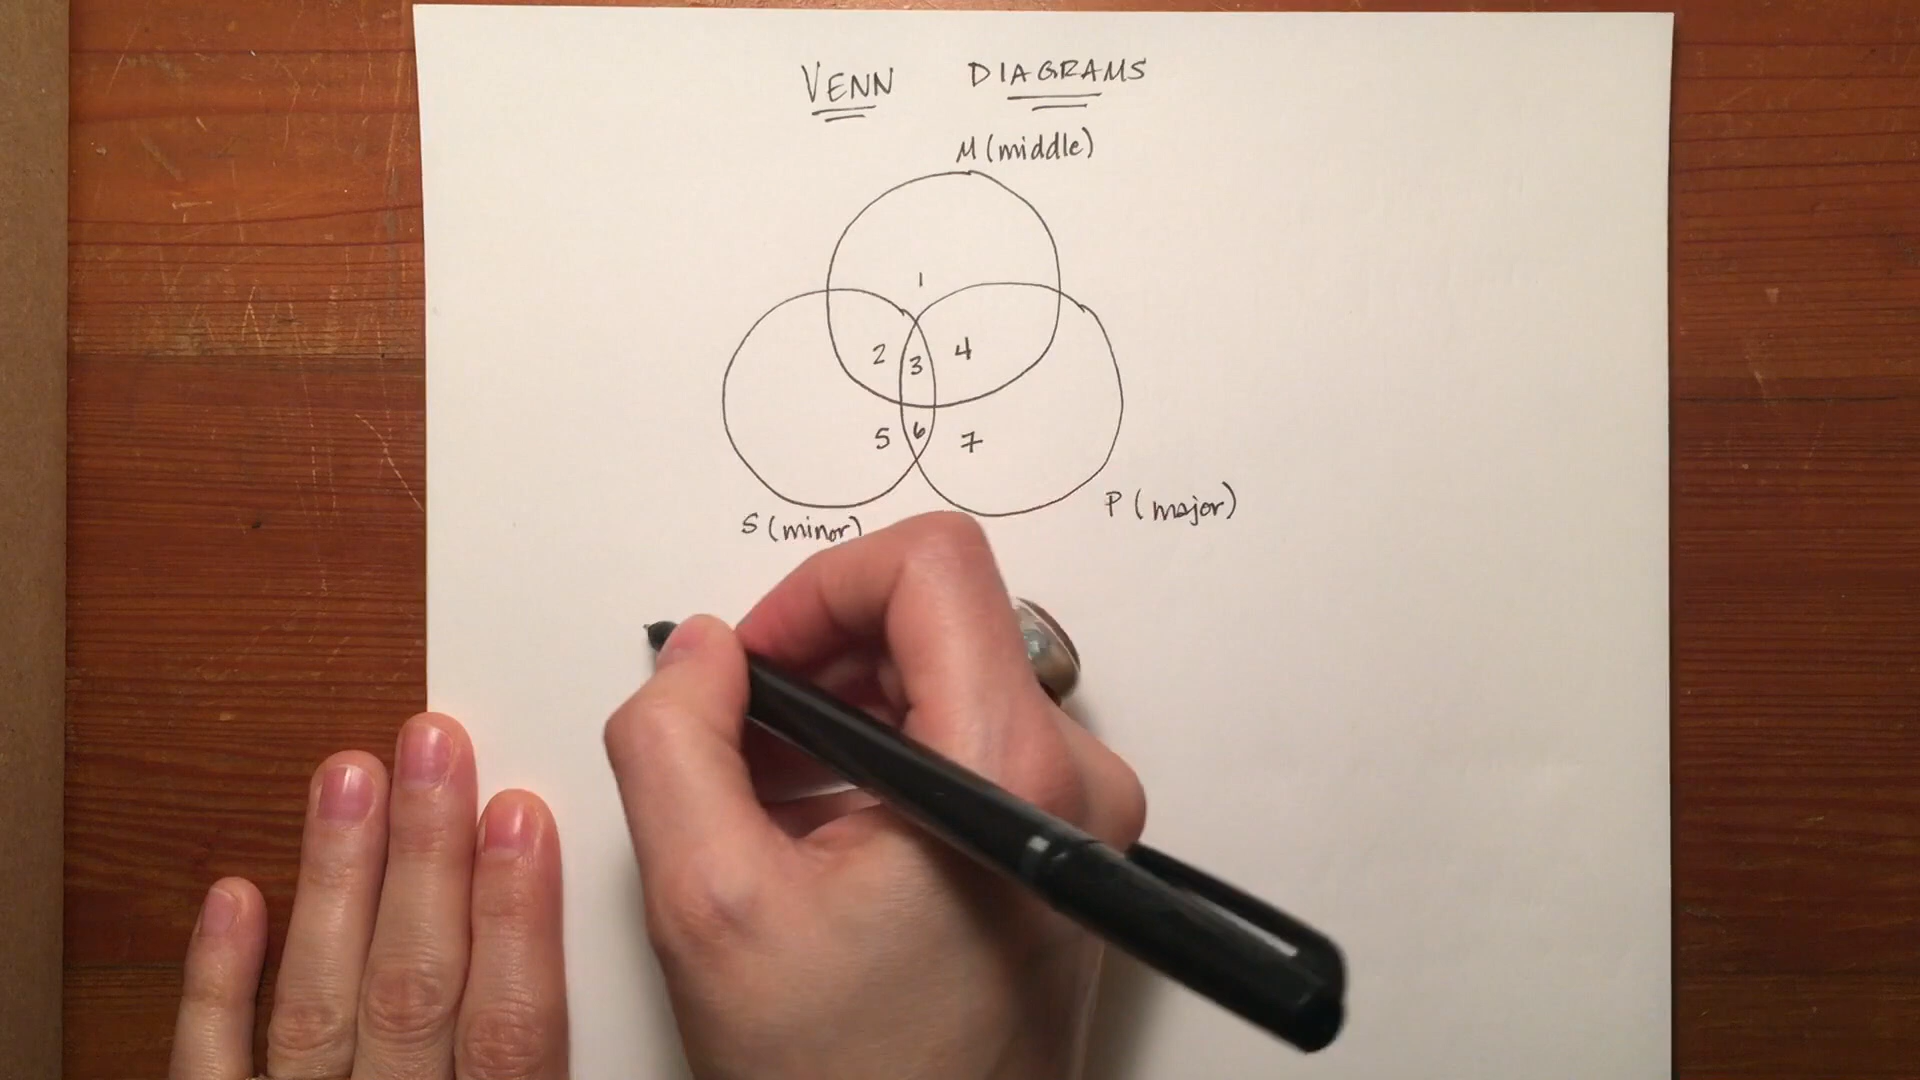 VENN DIAGRAMS
M (middle)
1
2 3 4
5 6 7
S (minor)
P (major)